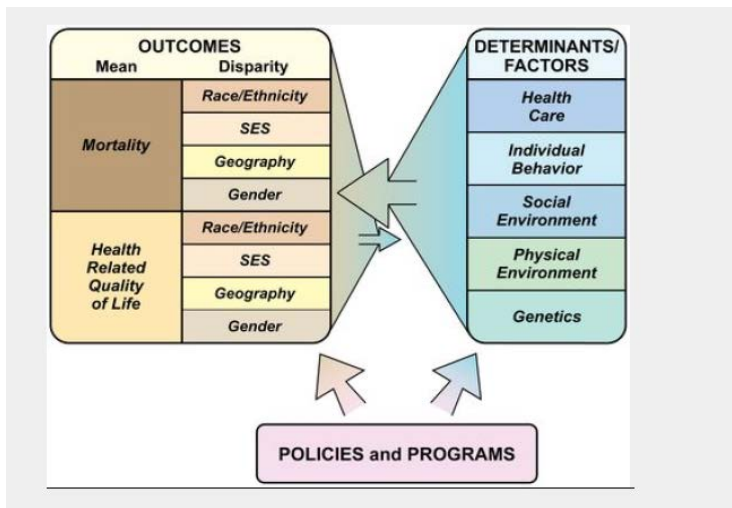 OUTCOMES
Mean Disparity
Mortality
Race/Ethnicity
SES
Geography
Gender
Health
Related
Quality
of Life
Race/Ethnicity
SES
Geography
Gender
DETERMINANTS/
FACTORS
Health
Care
Individual
Behavior
Social
Environment
Physical
Environment
Genetics
POLICIES and PROGRAMS